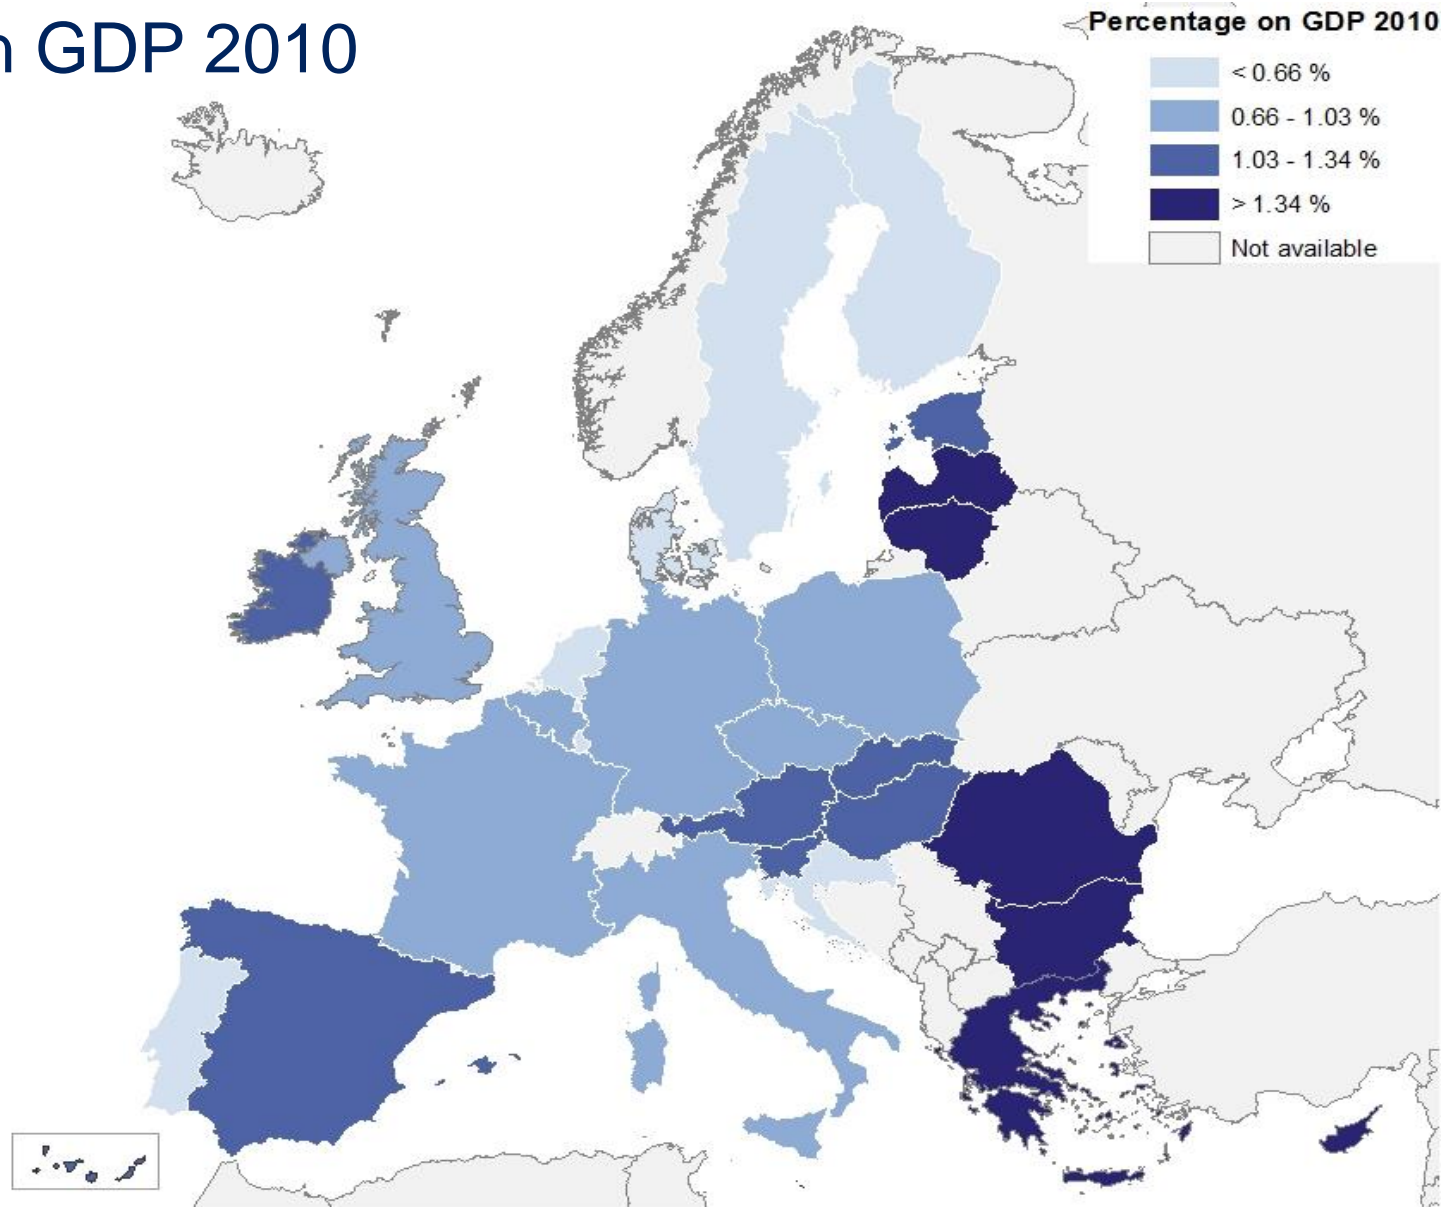 n GDP 2010
Percentage on GDP 2010
< 0.66 %
0.66 - 1.03 %
1.03 - 1.34 %
> 1.34 %
Not available